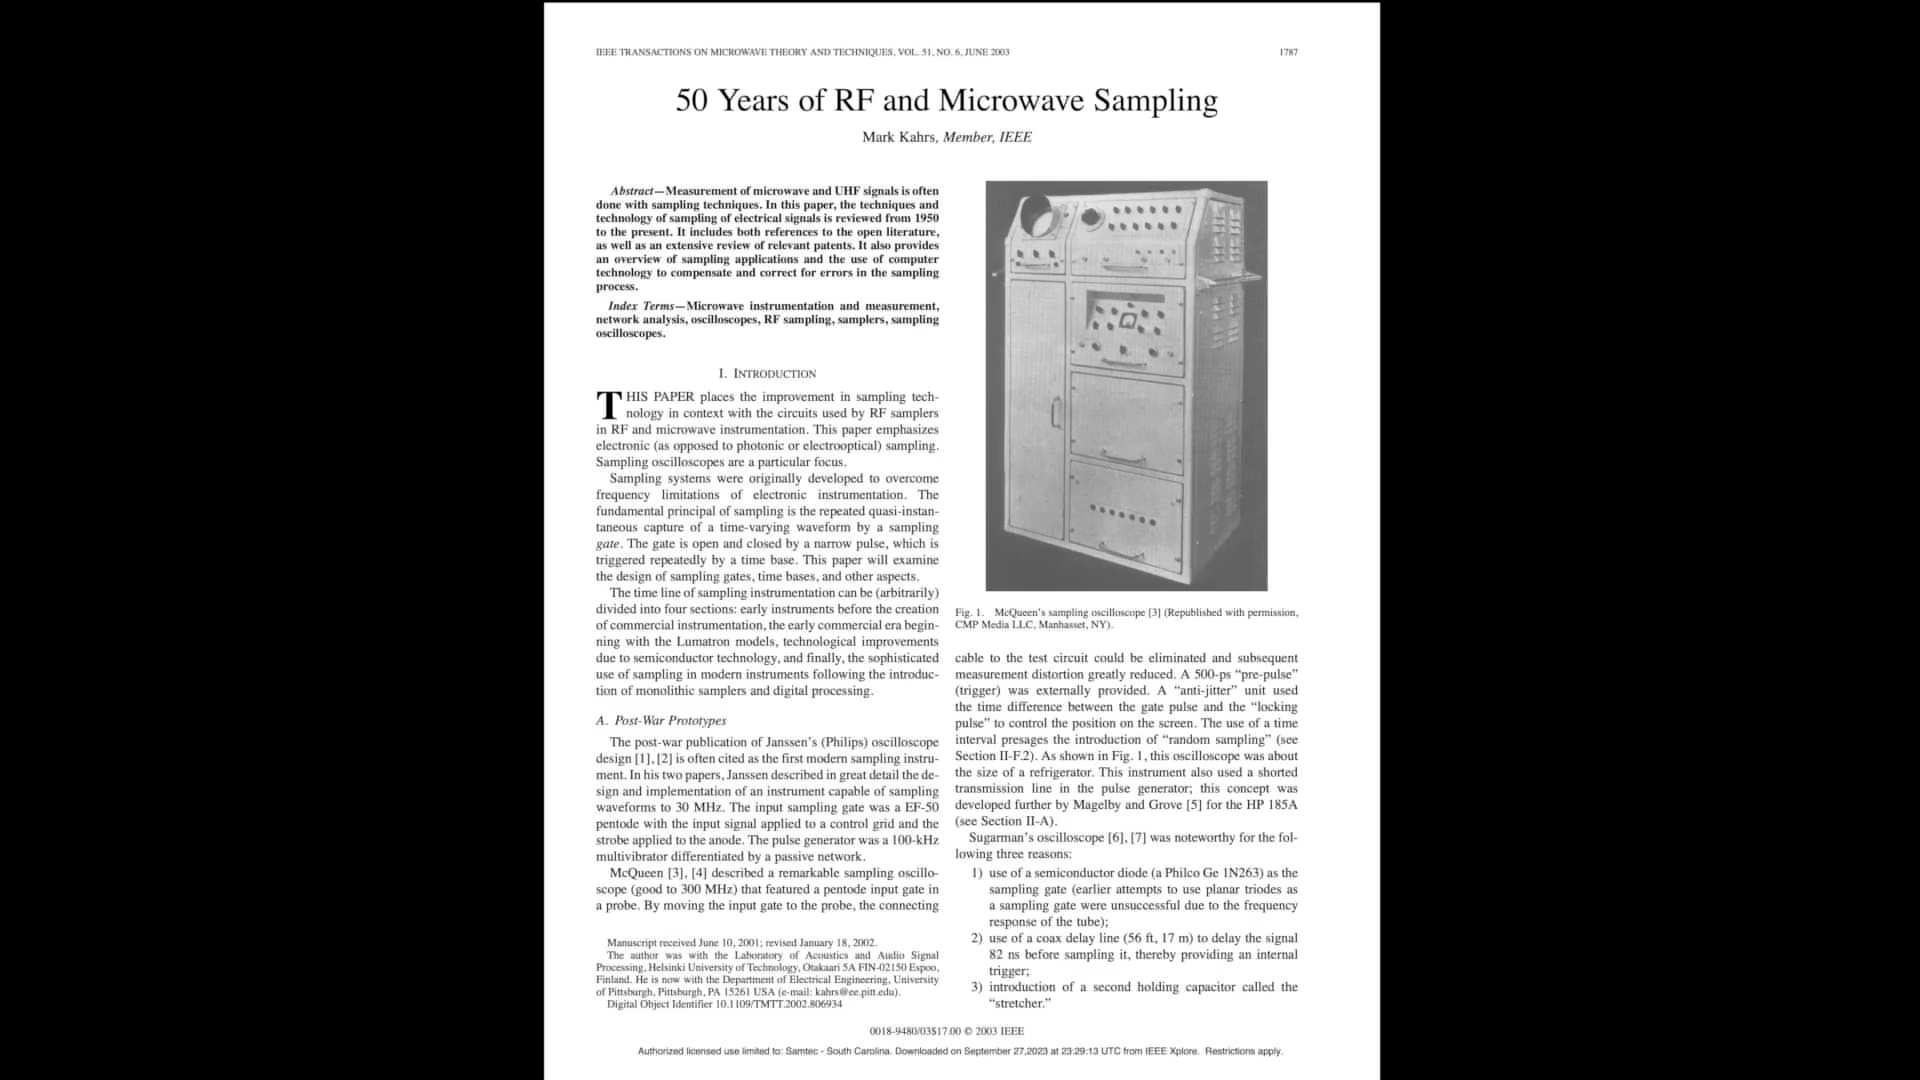 IEEE TRANSACTIONS ON MICROWAVE THEORY AND TECHNIQUES, VOL. 51, NO. 6, JUNE 2003
1787
50 Years of RF and Microwave Sampling
Mark Kahrs, Member, IEEE
Abstract—Measurement of microwave and UHF signals is often
done with sampling techniques. In this paper, the techniques and
technology of sampling of electrical signals is reviewed from 1950
to the present. It includes both references to the open literature,
as well as an extensive review of relevant patents. It also provides
an overview of sampling applications and the use of computer
technology to compensate and correct for errors in the sampling
process.
Index Terms—Microwave instrumentation and measurement,
network analysis, oscilloscopes, RF sampling, samplers, sampling
oscilloscopes.
I. INTRODUCTION
THIS PAPER places the improvement in sampling tech-
nology in context with the circuits used by RF samplers
in RF and microwave instrumentation. This paper emphasizes
electronic (as opposed to photonic or electrooptical) sampling.
Sampling oscilloscopes are a particular focus.
Sampling systems were originally developed to overcome
frequency limitations of electronic instrumentation. The
fundamental principal of sampling is the repeated quasi-instan-
taneous capture of a time-varying waveform by a sampling
gate. The gate is open and closed by a narrow pulse, which is
triggered repeatedly by a time base. This paper will examine
the design of sampling gates, time bases, and other aspects.
The time line of sampling instrumentation can be (arbitrarily)
divided into four sections: early instruments before the creation
of commercial instrumentation, the early commercial era begin-
ning with the Lumatron models, technological improvements
due to semiconductor technology, and finally, the sophisticated
use of sampling in modern instruments following the introduc-
tion of monolithic samplers and digital processing.
A. Post-War Prototypes
The post-war publication of Janssen's (Philips) oscilloscope
design [1], [2] is often cited as the first modern sampling instru-
ment. In his two papers, Janssen described in great detail the de-
sign and implementation of an instrument capable of sampling
waveforms to 30 MHz. The input sampling gate was a EF-50
pentode with the input signal applied to a control grid and the
strobe applied to the anode. The pulse generator was a 100-kHz
multivibrator differentiated by a passive network.
McQueen [3], [4] described a remarkable sampling oscillo-
scope (good to 300 MHz) that featured a pentode input gate in
a probe. By moving the input gate to the probe, the connecting
Manuscript received June 10, 2001; revised January 18, 2002.
The author was with the Laboratory of Acoustics and Audio Signal
Processing, Helsinki University of Technology, Otakaari 5A FIN-02150 Espoo,
Finland. He is now with the Department of Electrical Engineering, University
of Pittsburgh, Pittsburgh, PA 15261 USA (e-mail: kahrs@ee.pitt.edu).
Digital Object Identifier 10.1109/TMTT.2002.806934
Fig. 1. McQueen's sampling oscilloscope [3] (Republished with permission,
CMP Media LLC, Manhasset, NY).
cable to the test circuit could be eliminated and subsequent
measurement distortion greatly reduced. A 500-ps “pre-pulse”
(trigger) was externally provided. A “anti-jitter” unit used
the time difference between the gate pulse and the “locking
pulse” to control the position on the screen. The use of a time
interval presages the introduction of “random sampling” (see
Section II-F.2). As shown in Fig. 1, this oscilloscope was about
the size of a refrigerator. This instrument also used a shorted
transmission line in the pulse generator; this concept was
developed further by Magelby and Grove [5] for the HP 185A
(see Section II-A).
Sugarman's oscilloscope [6], [7] was noteworthy for the fol-
lowing three reasons:
1) use of a semiconductor diode (a Philco Ge 1N263) as the
sampling gate (earlier attempts to use planar triodes as
a sampling gate were unsuccessful due to the frequency
response of the tube);
2) use of a coax delay line (56 ft, 17 m) to delay the signal
82 ns before sampling it, thereby providing an internal
trigger;
3) introduction of a second holding capacitor called the
“stretcher.”
0018-9480/03$17.00 © 2003 IEEE
Authorized licensed use limited to: Samtec - South Carolina. Downloaded on September 27,2023 at 23:29:13 UTC from IEEE Xplore. Restrictions apply.